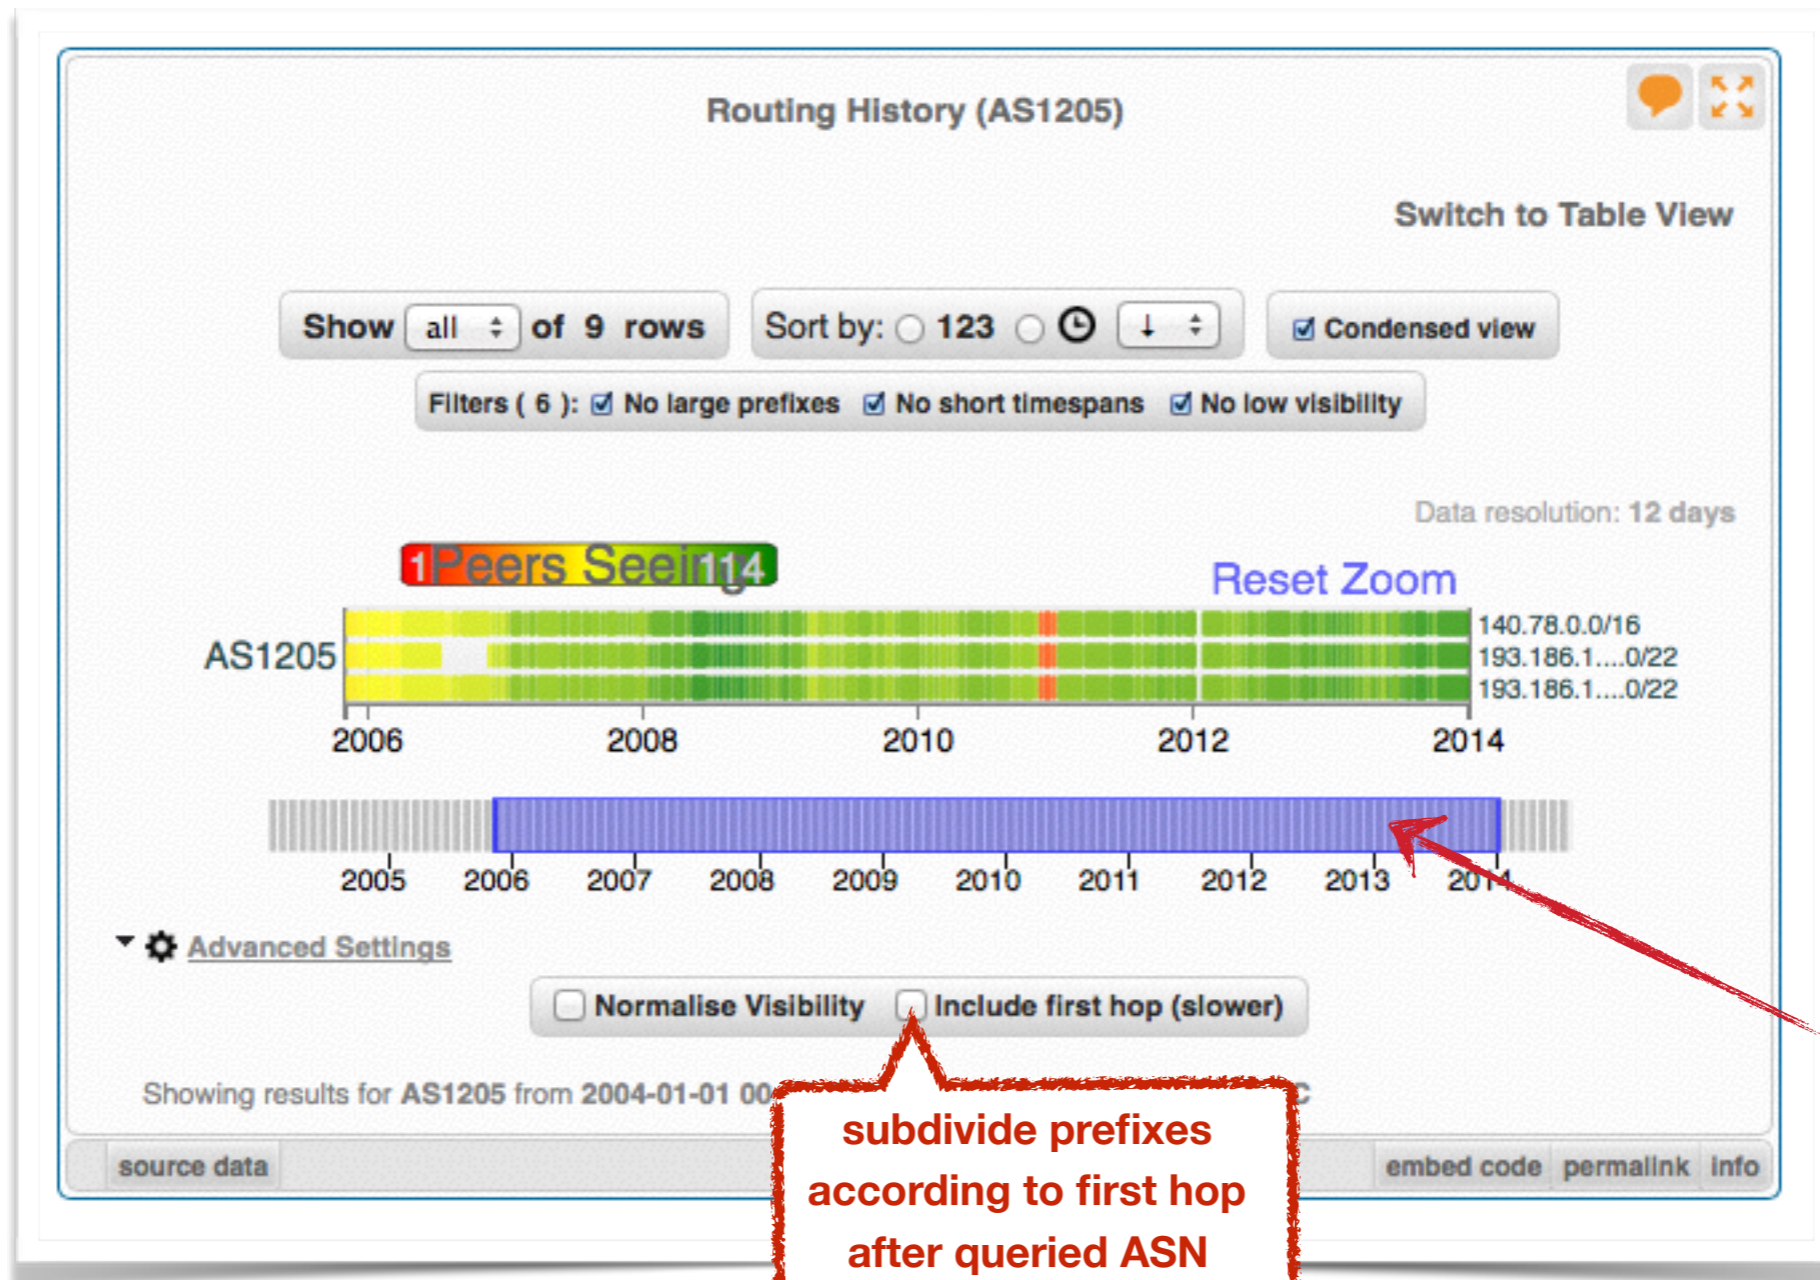 Routing History (AS1205)
Switch to Table View
Show all of 9 rows
Sort by: 123 ↓
Condensed view
Filters ( 6 ): No large prefixes No short timespans No low visibility
Data resolution: 12 days
1 Peers Seeing 114
Reset Zoom
AS1205
140.78.0.0/16
193.186.1....0/22
193.186.1....0/22
2006 2008 2010 2012 2014
2005 2006 2007 2008 2009 2010 2011 2012 2013 2014
Advanced Settings
Normalise Visibility Include first hop (slower)
Showing results for AS1205 from 2004-01-01 00 C
subdivide prefixes
according to first hop
after queried ASN
source data
embed code permalink info